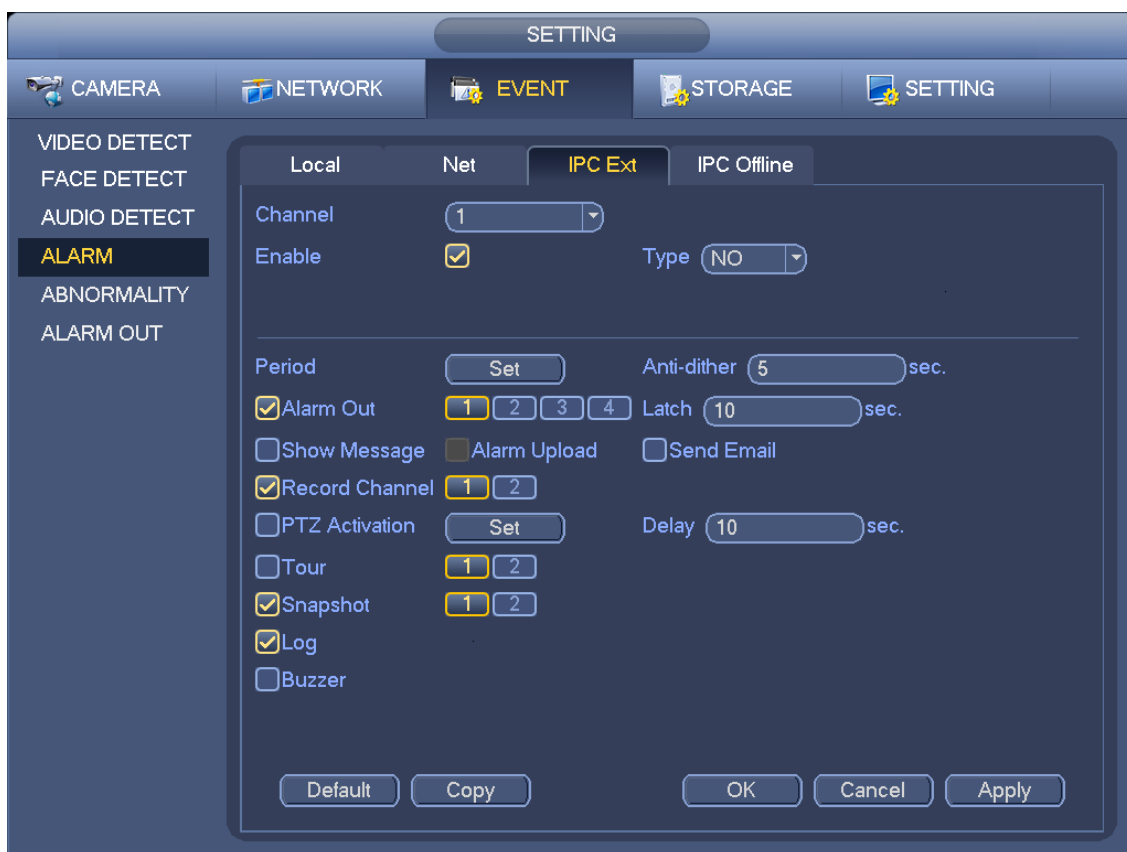 SETTING
CAMERA NETWORK EVENT STORAGE SETTING
VIDEO DETECT
FACE DETECT
AUDIO DETECT
ALARM
ABNORMALITY
ALARM OUT
Local Net IPC Ext IPC Offline
Channel 1
Enable Type NO
Period Set Anti-dither 5 sec.
Alarm Out 1 2 3 4 Latch 10 sec.
Show Message Alarm Upload Send Email
Record Channel 1 2
PTZ Activation Set Delay 10 sec.
Tour 1 2
Snapshot 1 2
Log
Buzzer
Default Copy OK Cancel Apply